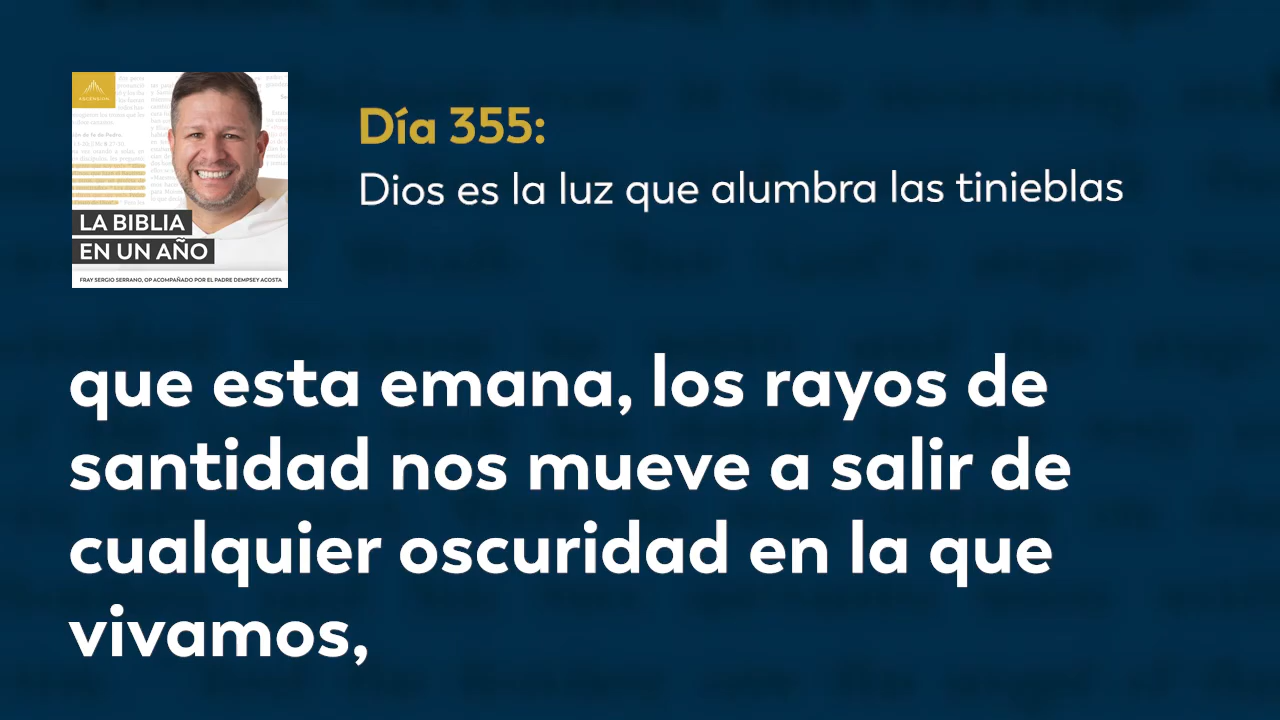 LA BIBLIA
EN UN AÑO
FRAY SERGIO SERRANO, OP ACOMPAÑADO POR EL PADRE DEMPSEY ACOSTA
Día 355:
Dios es la luz que alumbra las tinieblas
que esta emana, los rayos de
santidad nos mueve a salir de
cualquier oscuridad en la que
vivamos,